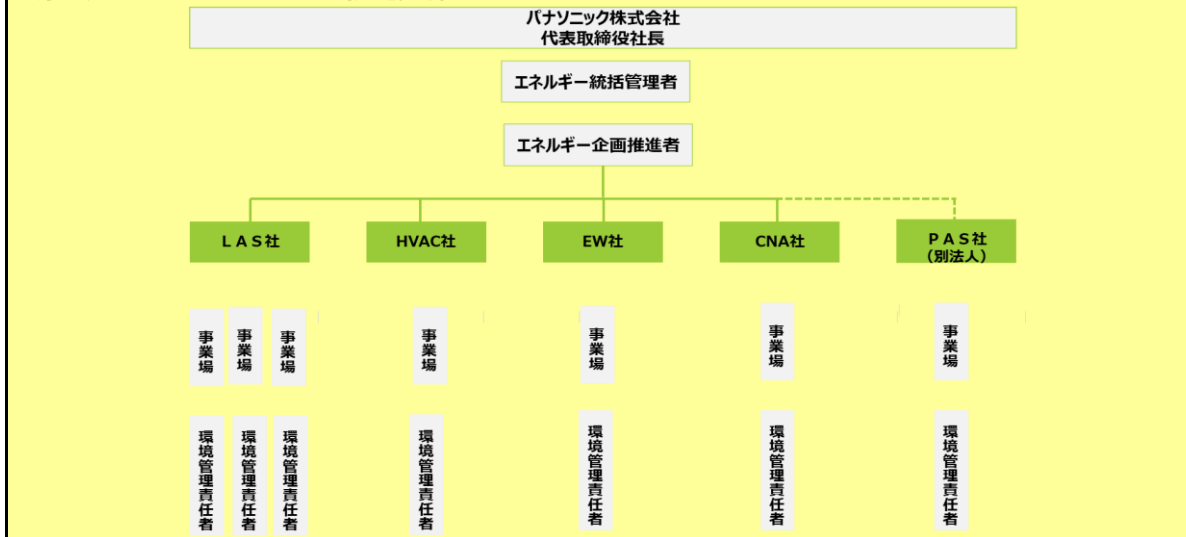 パナソニック株式会社
代表取締役社長
エネルギー統括管理者
エネルギー企画推進者
ＬＡＳ社
HVAC社
EW社
CNA社
ＰＡＳ社
(別法人)
事業場
事業場
事業場
事業場
事業場
事業場
事業場
環境管理責任者
環境管理責任者
環境管理責任者
環境管理責任者
環境管理責任者
環境管理責任者
環境管理責任者